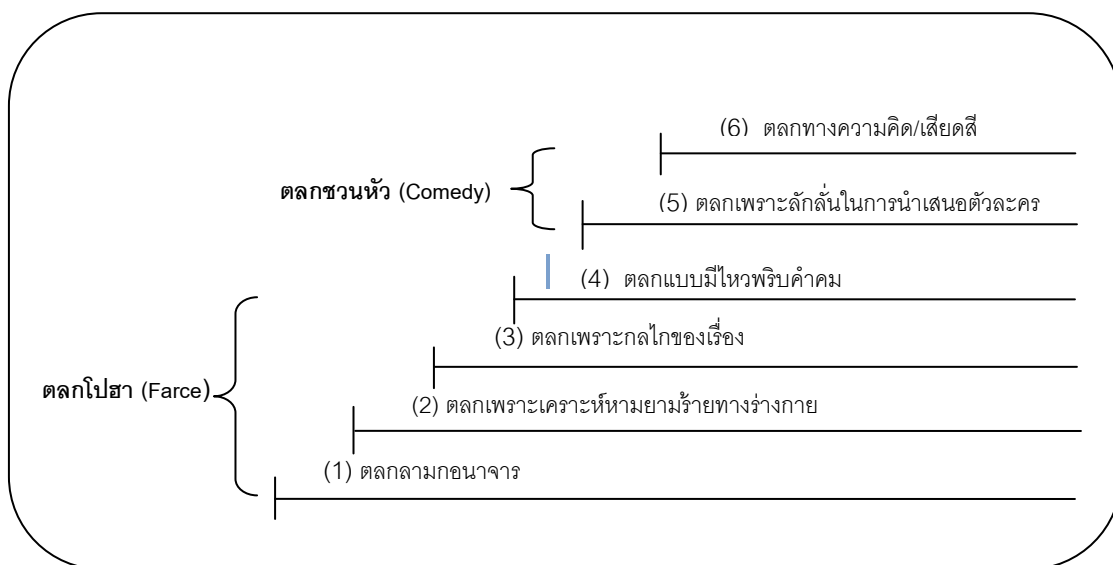 (6) ตลกทางความคิด/เสียดสี
ตลกชวนหัว (Comedy)
(5) ตลกเพราะลักลั่นในการนำเสนอตัวละคร
(4) ตลกแบบมีไหวพริบคำคม
(3) ตลกเพราะกลไกของเรื่อง
ตลกโปฮา (Farce)
(2) ตลกเพราะเคราะห์หามยามร้ายทางร่างกาย
(1) ตลกลามกอนาจาร